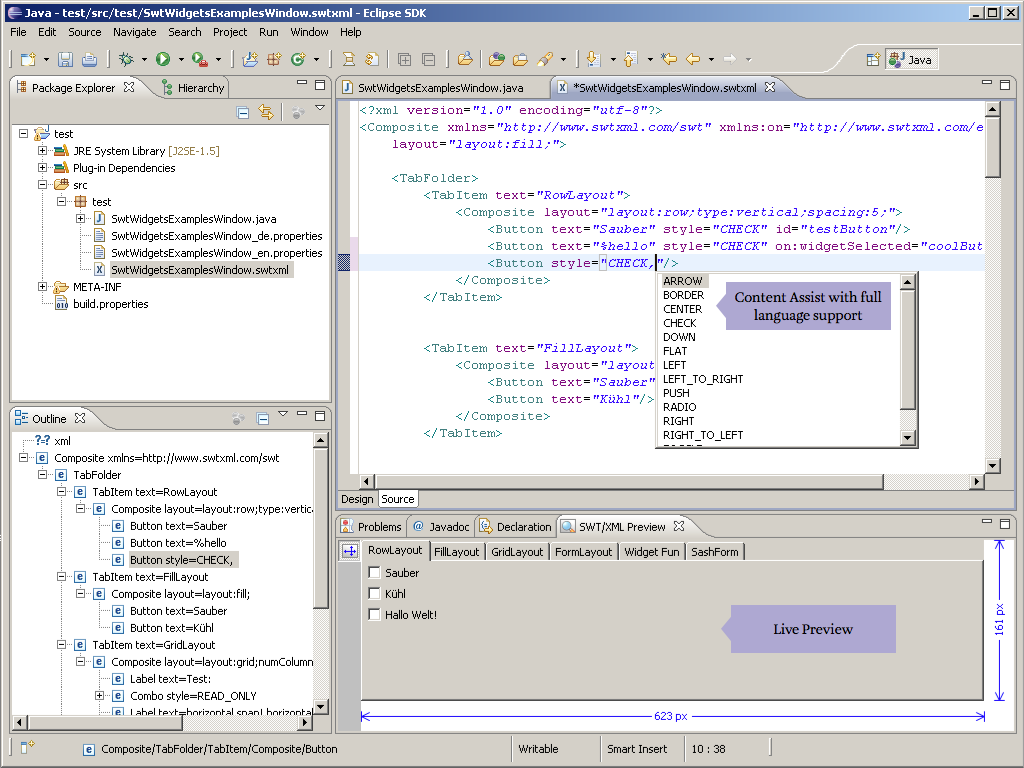 Java - test/src/test/SwtWidgetsExamplesWindow.swtxml - Eclipse SDK
File Edit Source Navigate Search Project Run Window Help
Java
Package Explorer Hierarchy
test
JRE System Library [J2SE-1.5]
Plug-in Dependencies
src
test
SwtWidgetsExamplesWindow.java
SwtWidgetsExamplesWindow_de.properties
SwtWidgetsExamplesWindow_en.properties
SwtWidgetsExamplesWindow.swtxml
META-INF
build.properties
SwtWidgetsExamplesWindow.java *SwtWidgetsExamplesWindow.swtxml
<?xml version="1.0" encoding="utf-8"?>
<Composite xmlns="http://www.swtxml.com/swt" xmlns:on="http://www.swtxml.com/e
layout="layout:fill;">
<TabFolder>
<TabItem text="RowLayout">
<Composite layout="layout:row;type:vertical;spacing:5;">
<Button text="Sauber" style="CHECK" id="testButton"/>
<Button text="%hello" style="CHECK" on:widgetSelected="coolBut
<Button style="CHECK,"/>
</Composite>
</TabItem>
<TabItem text="FillLayout">
<Composite layout="layout
<Button text="Sauber"
<Button text="Kühl"/>
</Composite>
</TabItem>
ARROW
BORDER
CENTER
CHECK
DOWN
FLAT
LEFT
LEFT_TO_RIGHT
PUSH
RADIO
RIGHT
RIGHT_TO_LEFT
Content Assist with full
language support
Design Source
Outline
xml
Composite xmlns=http://www.swtxml.com/swt
TabFolder
TabItem text=RowLayout
Composite layout=layout:row;type:vertic
Button text=Sauber
Button text=%hello
Button style=CHECK,
TabItem text=FillLayout
Composite layout=layout:fill;
Button text=Sauber
Button text=Kühl
TabItem text=GridLayout
Composite layout=layout:grid;numColumn
Label text=Test:
Combo style=READ_ONLY
Label text=horizontal span! horizontal
Problems Javadoc Declaration SWT/XML Preview
RowLayout FillLayout GridLayout FormLayout Widget Fun SashForm
Sauber
Kühl
Hallo Welt!
Live Preview
161 px
623 px
Composite/TabFolder/TabItem/Composite/Button
Writable
Smart Insert
10 : 38